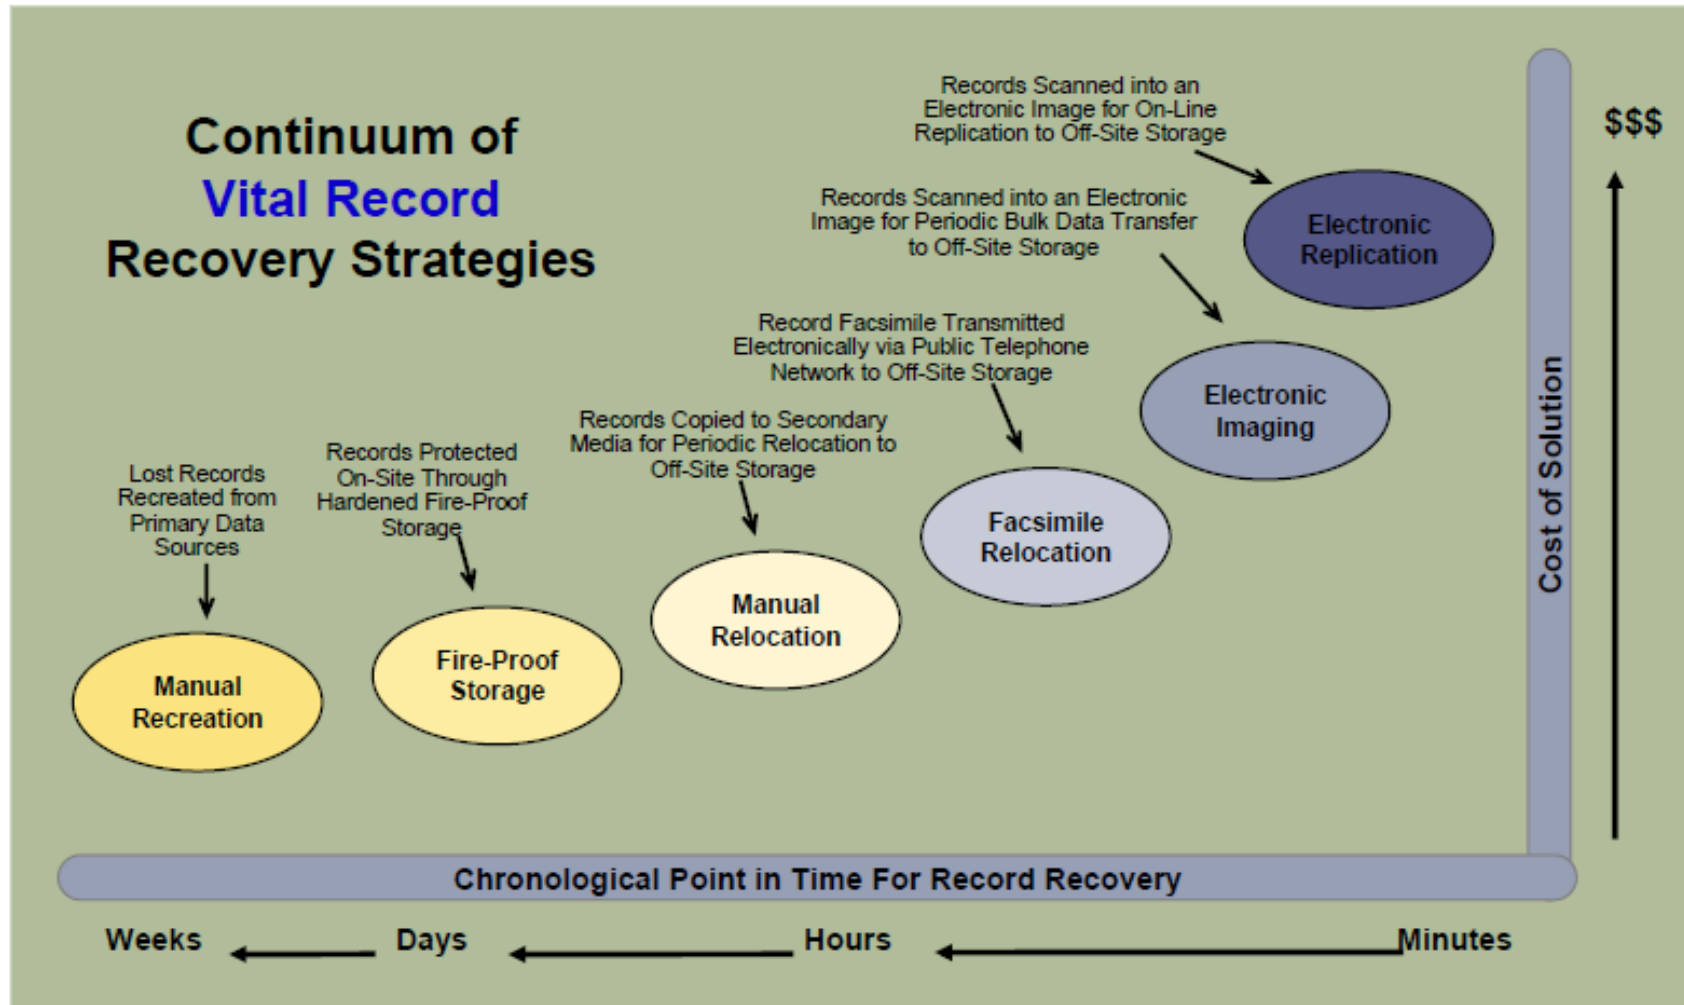 Continuum of
Vital Record
Recovery Strategies
Records Scanned into an
Electronic Image for On-Line
Replication to Off-Site Storage
$$$
Records Scanned into an Electronic
Image for Periodic Bulk Data Transfer
to Off-Site Storage
Electronic
Replication
Record Facsimile Transmitted
Electronically via Public Telephone
Network to Off-Site Storage
Electronic
Imaging
Records Copied to Secondary
Media for Periodic Relocation to
Off-Site Storage
Facsimile
Relocation
Records Protected
On-Site Through
Hardened Fire-Proof
Storage
Manual
Relocation
Lost Records
Recreated from
Primary Data
Sources
Fire-Proof
Storage
Manual
Recreation
Cost of Solution
Chronological Point in Time For Record Recovery
Weeks Days Hours Minutes